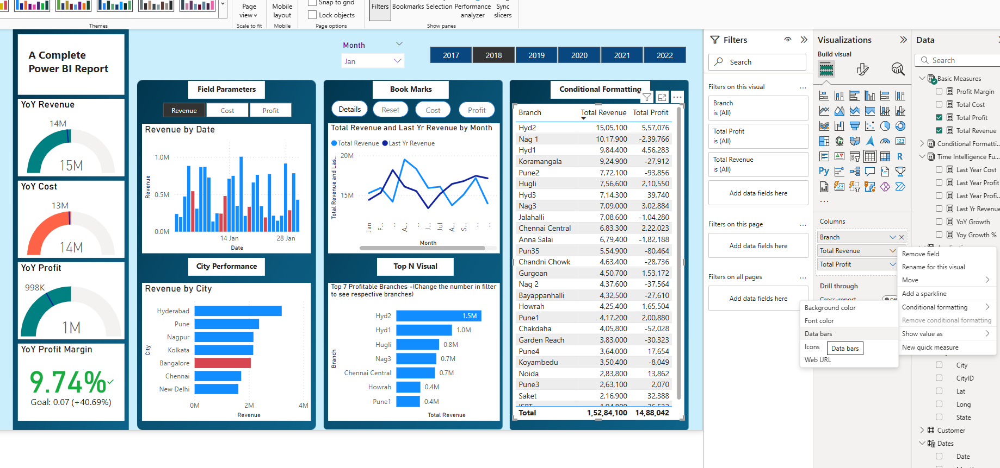 Page
view
Scale to fit
Mobile
layout
Mobile
Snap to grid
Lock objects
Page options
Filters
Bookmarks
Selection
Performance
analyzer
Sync
slicers
Show panes
Themes
A Complete
Power BI Report
YoY Revenue
14M
15M
YoY Cost
13M
14M
YoY Profit
998K
1M
YoY Profit Margin
9.74%
Goal: 0.07 (+40.69%)
Month
Jan
2017
2018
2019
2020
2021
2022
Field Parameters
Revenue
Cost
Profit
Revenue by Date
1.0M
0.5M
0.0M
Revenue
14 Jan
28 Jan
Date
City Performance
Revenue by City
Hyderabad
Pune
Nagpur
Kolkata
Bangalore
Chennai
New Delhi
City
0M
2M
4M
Revenue
Book Marks
Details
Reset
Cost
Profit
Total Revenue and Last Yr Revenue by Month
Total Revenue
Last Yr Revenue
20M
15M
Total Revenue and Las...
Jan
F...
A...
...
J...
Jul
A...
S...
...
...
Month
Top N Visual
Top 7 Profitable Branches -(Change the number in filter
to see respective branches)
Hyd2 1.5M
Hyd1 1.0M
Hugli 0.8M
Nag3 0.7M
Chennai Central 0.7M
Howrah 0.4M
Pune1 0.4M
Branch
Total Revenue
Conditional Formatting
...
Branch Total Revenue Total Profit
Hyd2 15,05,100 5,57,076
Nag 1 10,17,900 -2,39,766
Hyd1 9,84,400 4,56,283
Koramangala 9,24,900 -27,912
Pune2 7,72,100 -93,856
Hugli 7,56,600 2,10,550
Hyd3 7,14,300 39,740
Nag3 7,09,000 3,02,884
Jalahalli 7,08,600 -1,04,280
Chennai Central 6,83,300 2,22,023
Anna Salai 6,79,400 -1,82,188
Pun35 5,54,900 -80,464
Chandni Chowk 4,63,400 -28,736
Gurgoan 4,50,700 1,53,172
Nag 2 4,37,600 -37,564
Bayappanhalli 4,32,500 -27,610
Howrah 4,25,400 1,65,504
Pune1 4,17,200 2,00,880
Chakdaha 4,05,800 -52,028
Garden Reach 3,83,000 -30,323
Pune4 3,64,000 17,654
Koyambedu 3,50,400 -8,049
Noida 2,83,800 13,862
Pune3 2,63,100 2,070
Saket 2,16,900 32,388
Total 1,52,84,100 14,88,042
Filters
Search
Filters on this visual ...
Branch
is (All)
Total Profit
is (All)
Total Revenue
is (All)
Add data fields here
Filters on this page ...
Add data fields here
Filters on all pages ...
Add data fields here
Visualizations
Build visual
123
R
Py
123
...
Columns
Branch
Total Revenue
Total Profit
Drill through
Cross-report
Off
Remove field
Rename for this visual
Move
Add a sparkline
Conditional formatting
Remove conditional formatting
Show value as
New quick measure
Background color
Font color
Data bars
Icons
Data bars
Web URL
Data
Search
Basic Measures
Profit Margin
Total Cost
Total Profit
Total Revenue
Conditional Formatti...
Time Intelligence Fu...
Last Year Cost
Last Year Profit
Last Year Profi...
Last Yr Revenue
YoY Growth
Yoy Growth %
City
CityID
Lat
Long
State
Customer
Dates
Date